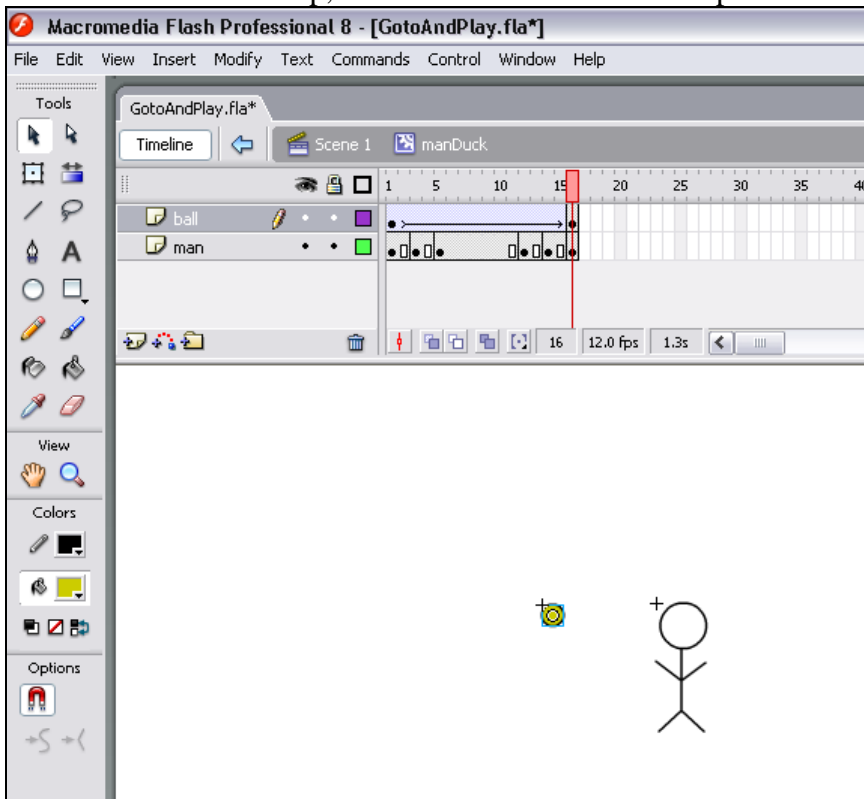 Macromedia Flash Professional 8 - [GotoAndPlay.fla*]
File Edit View Insert Modify Text Commands Control Window Help
Tools
GotoAndPlay.fla*
Timeline Scene 1 manDuck
1 5 10 15 20 25 30 35
ball
man
16 12.0 fps 1.3s
View
Colors
Options